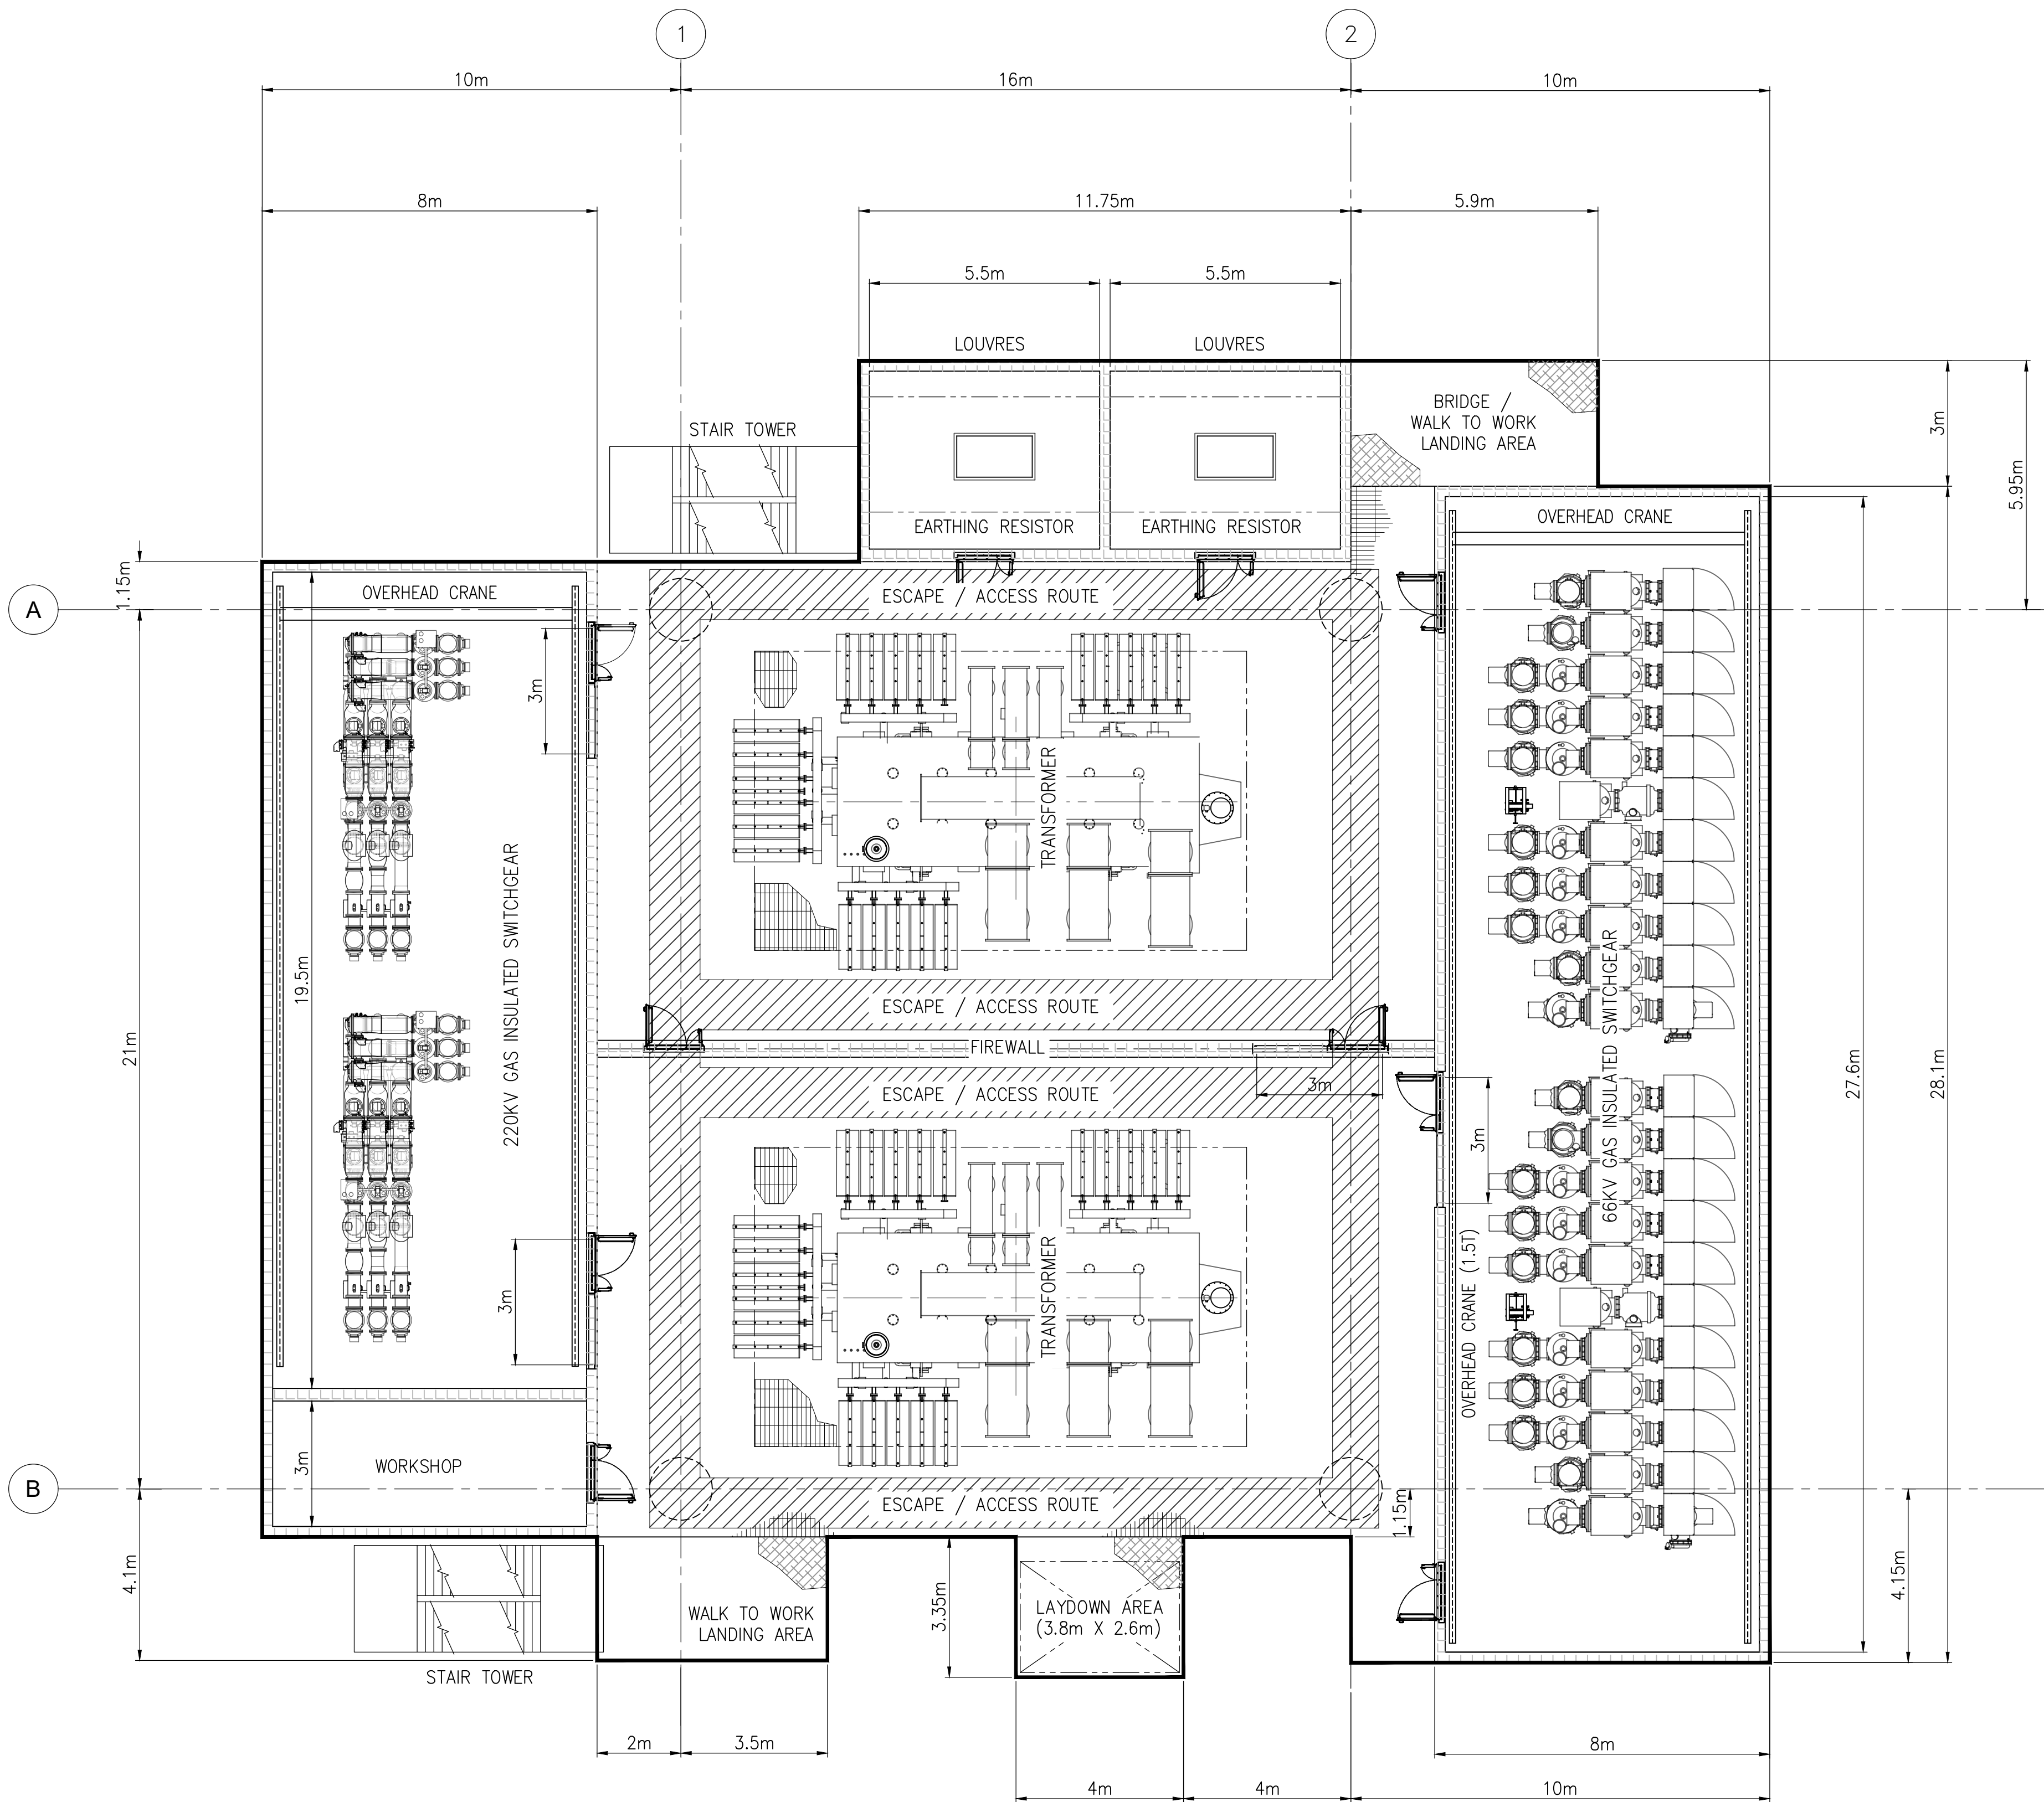 1
2
10m
16m
10m
8m
11.75m
5.9m
5.5m
5.5m
LOUVRES
LOUVRES
BRIDGE /
WALK TO WORK
LANDING AREA
3m
5.95m
STAIR TOWER
EARTHING RESISTOR
EARTHING RESISTOR
OVERHEAD CRANE
1.15m
A
OVERHEAD CRANE
ESCAPE / ACCESS ROUTE
3m
TRANSFORMER
220KV GAS INSULATED SWITCHGEAR
19.5m
66KV GAS INSULATED SWITCHGEAR
ESCAPE / ACCESS ROUTE
21m
FIREWALL
27.6m
28.1m
ESCAPE / ACCESS ROUTE
3m
3m
TRANSFORMER
3m
OVERHEAD CRANE (1.5T)
3m
WORKSHOP
B
ESCAPE / ACCESS ROUTE
1.15m
4.1m
3.35m
4.15m
WALK TO WORK
LANDING AREA
LAYDOWN AREA
(3.8m X 2.6m)
STAIR TOWER
2m
3.5m
8m
4m
4m
10m